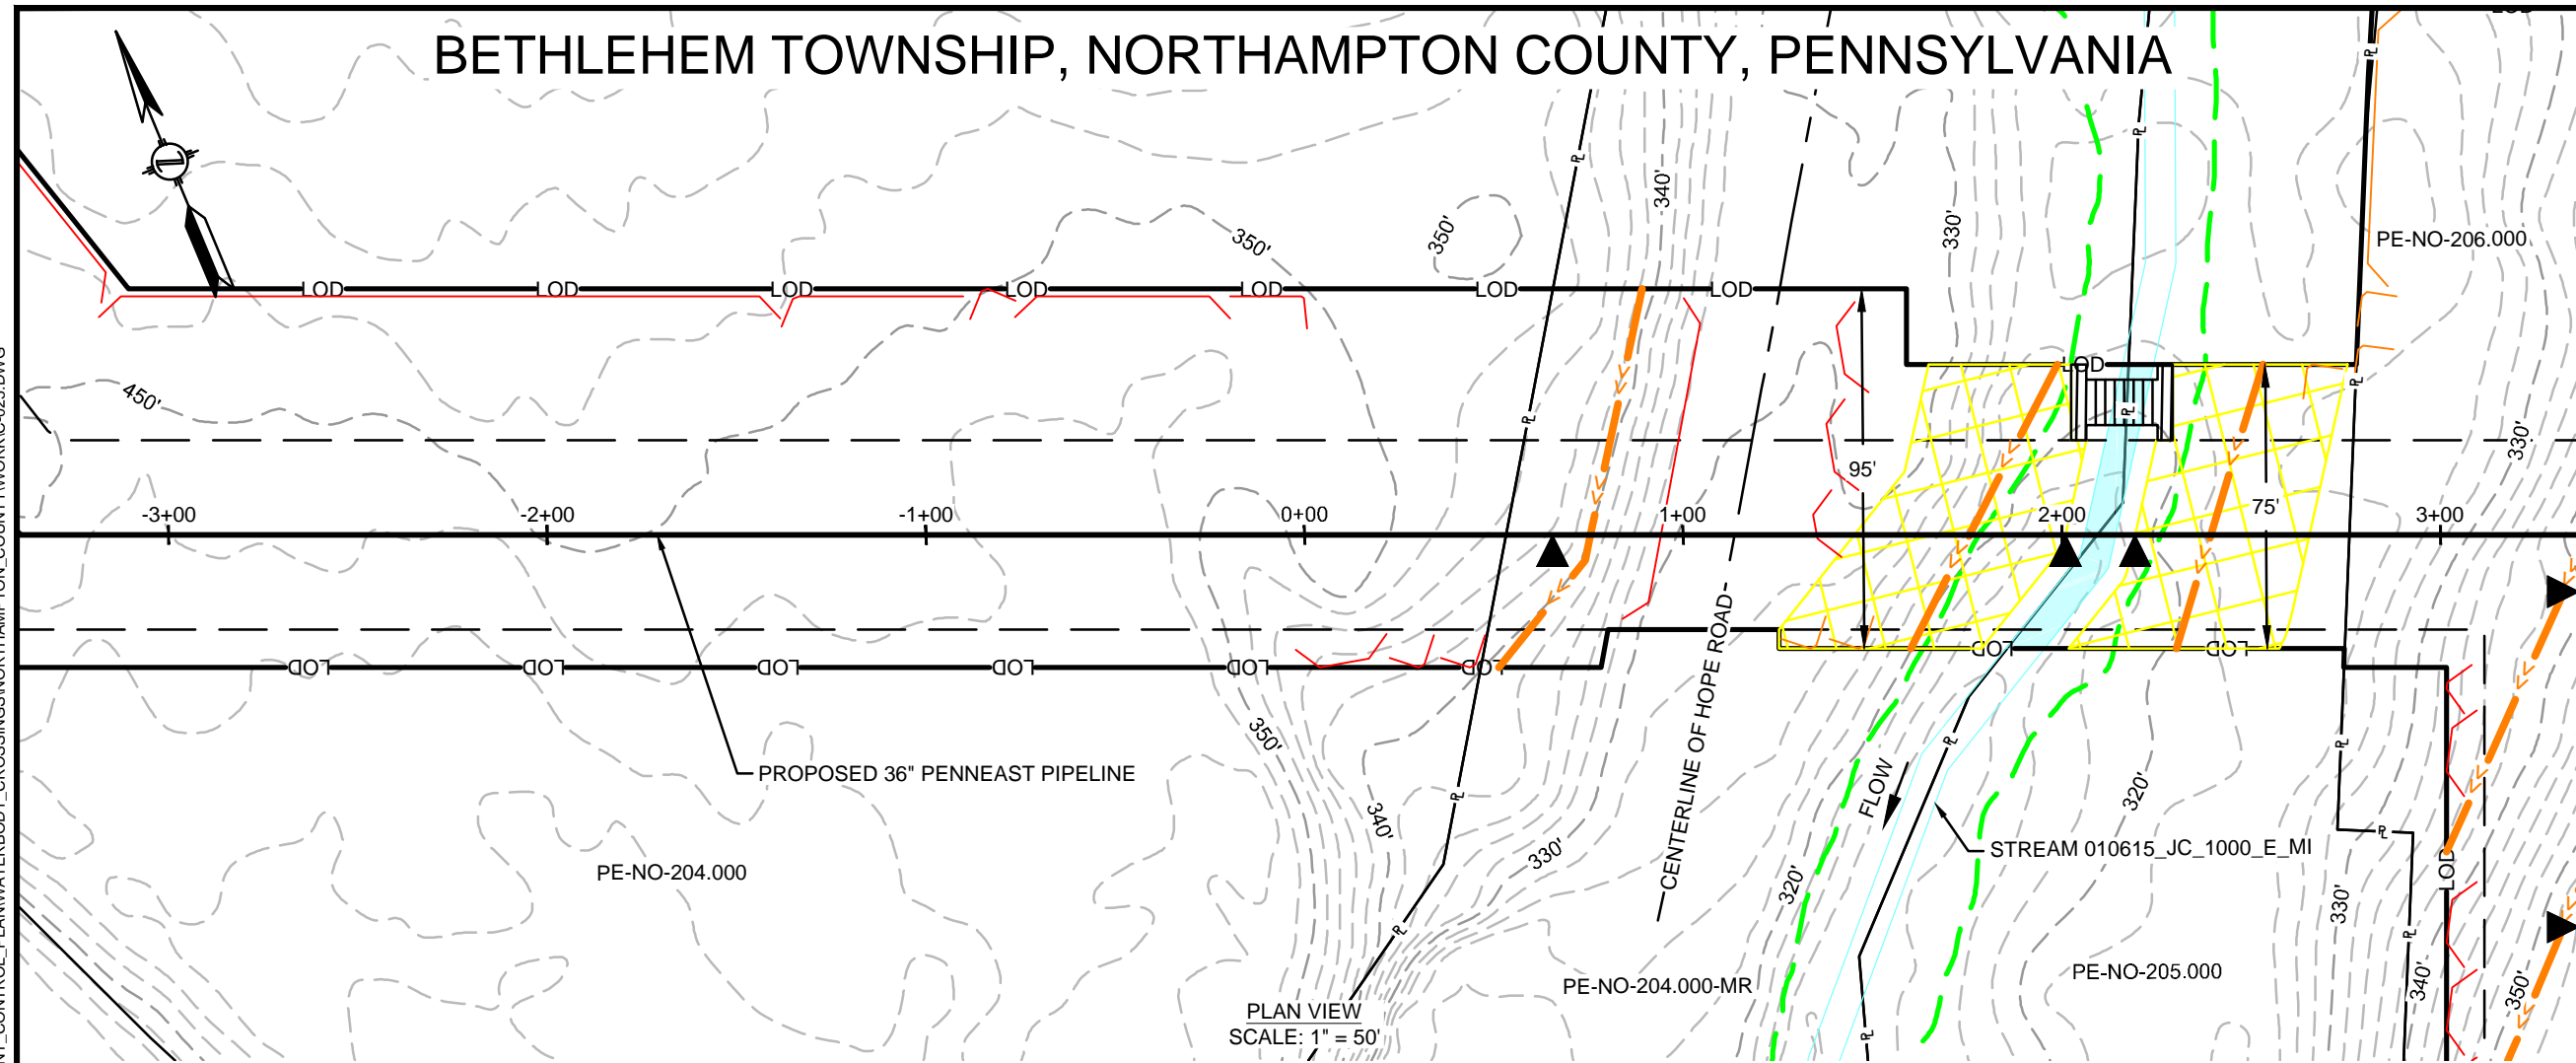 BETHLEHEM TOWNSHIP, NORTHAMPTON COUNTY, PENNSYLVANIA
LOD
340'
330'
350'
350'
PE-NO-206.000
LOD LOD LOD LOD LOD LOD LOD
LOD
450'
330'
95'
75'
-3+00 -2+00 -1+00 0+00 1+00 2+00 3+00
LOD LOD
LOD LOD LOD LOD LOD LOD
CENTERLINE OF HOPE ROAD
350'
PROPOSED 36" PENNEAST PIPELINE
FLOW
320'
340'
330'
STREAM 010615_JC_1000_E_MI
LOD
PE-NO-204.000
320'
330'
PE-NO-205.000
PE-NO-204.000-MR
340'
350'
PLAN VIEW
SCALE: 1" = 50'